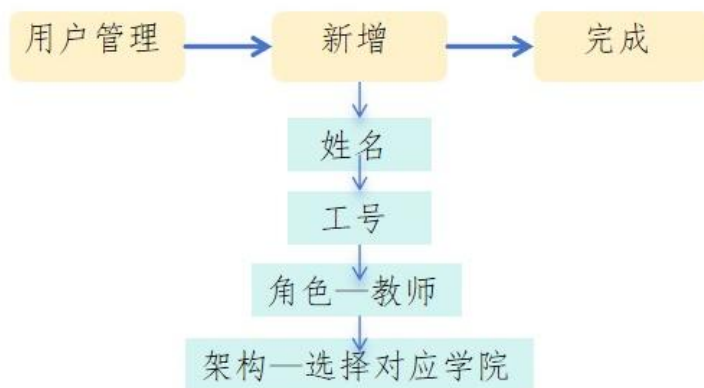 用户管理
新增
完成
姓名
工号
角色—教师
架构—选择对应学院